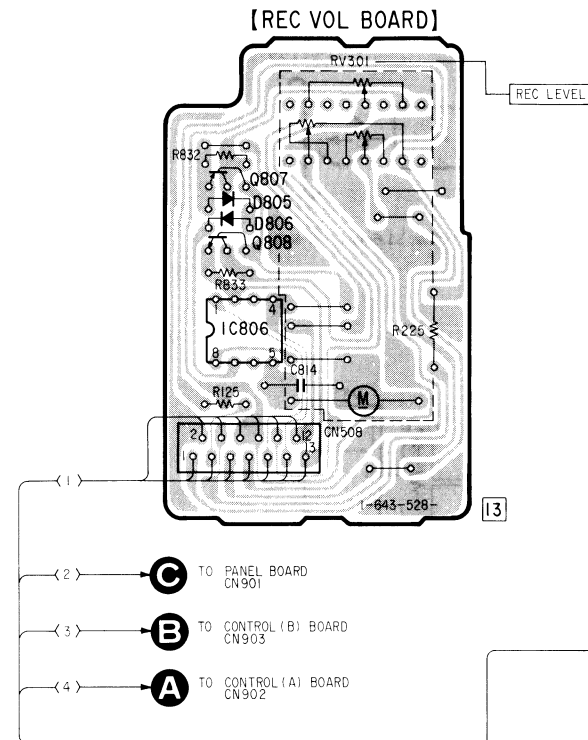 【REC VOL BOARD】
RV301
REC LEVEL
R832
Q807
D805
D806
Q808
R833
1 4
IC806
8 5
R225
C814
R125
M
CN508
2 12
1 13
1-643-528-
13
1
2 C TO PANEL BOARD
CN901
3 B TO CONTROL(B) BOARD
CN903
4 A TO CONTROL(A) BOARD
CN902